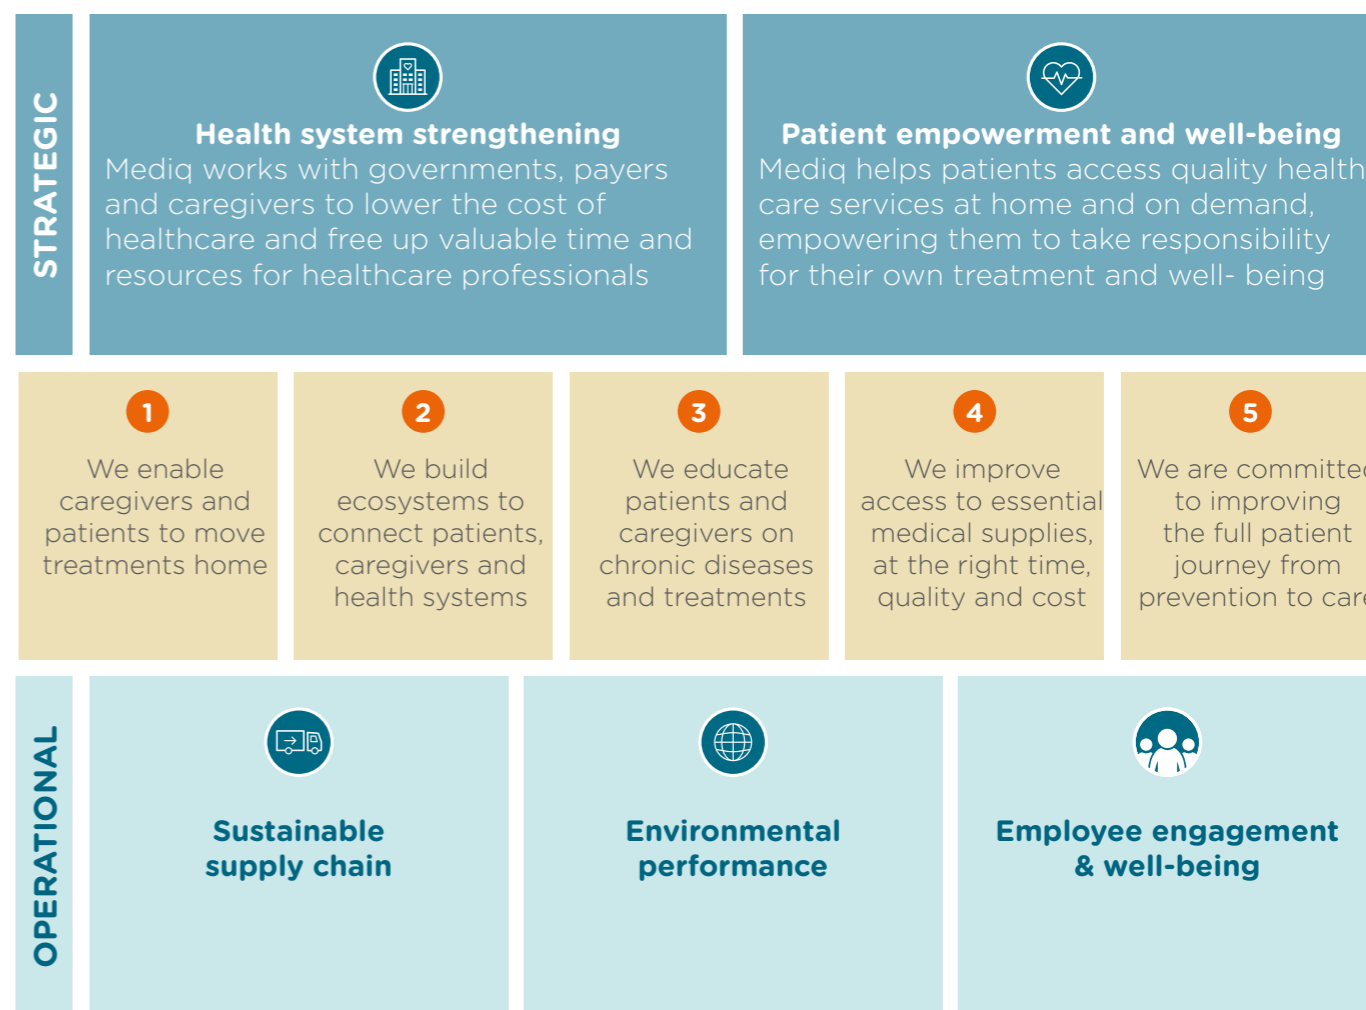 STRATEGIC
Health system strengthening
Mediq works with governments, payers
and caregivers to lower the cost of
healthcare and free up valuable time and
resources for healthcare professionals
Patient empowerment and well-being
Mediq helps patients access quality health
care services at home and on demand,
empowering them to take responsibility
for their own treatment and well- being
1
We enable
caregivers and
patients to move
treatments home
2
We build
ecosystems to
connect patients,
caregivers and
health systems
3
We educate
patients and
caregivers on
chronic diseases
and treatments
4
We improve
access to essential
medical supplies,
at the right time,
quality and cost
5
We are committed
to improving
the full patient
journey from
prevention to care
OPERATIONAL
Sustainable
supply chain
Environmental
performance
Employee engagement
& well-being